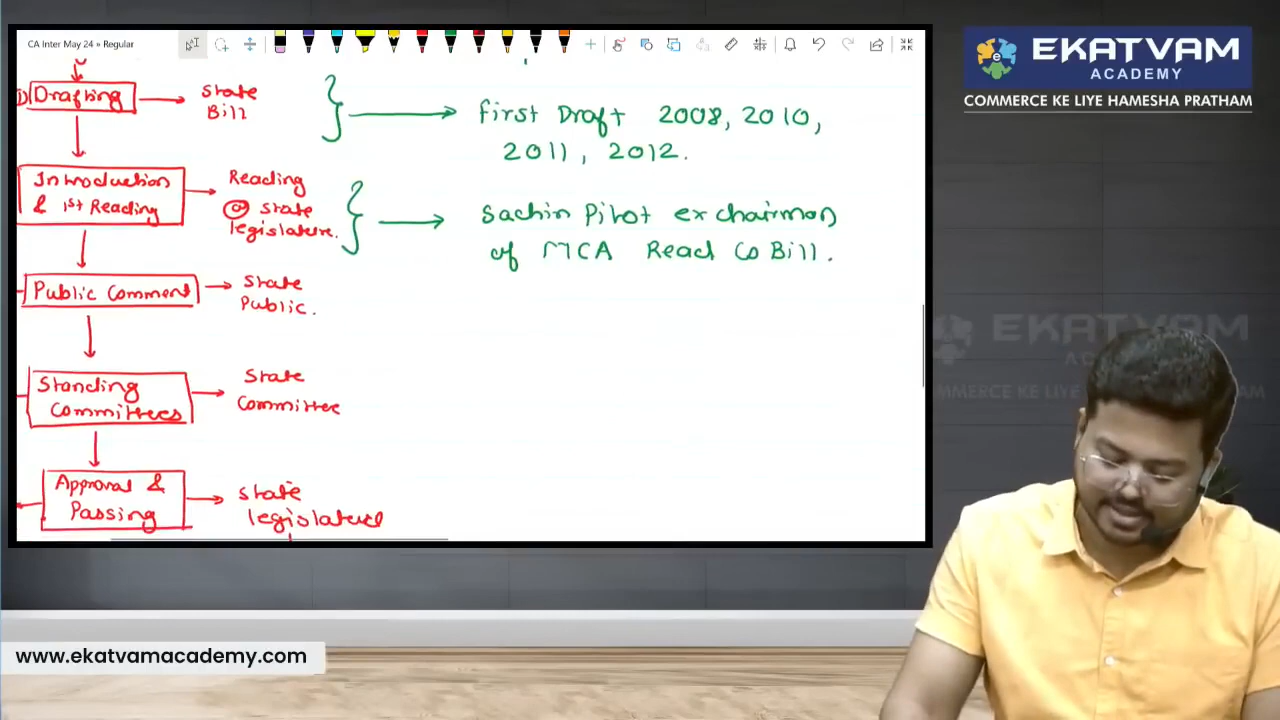 CA Inter May 24 » Regular
EKATVAM
ACADEMY
COMMERCE KE LIYE HAMESHA PRATHAM
Drafting
State
Bill
First Draft 2008, 2010,
2011, 2012.
Introduction
& 1st Reading
Reading
@ state
legislature.
Sachin Pilot ex chairman
of MCA Read Co Bill.
Public Comment
State
Public.
Standing
Committees
State
Committee
Approval &
Passing
State
legislature
EKATVAM
www.ekatvamacademy.com